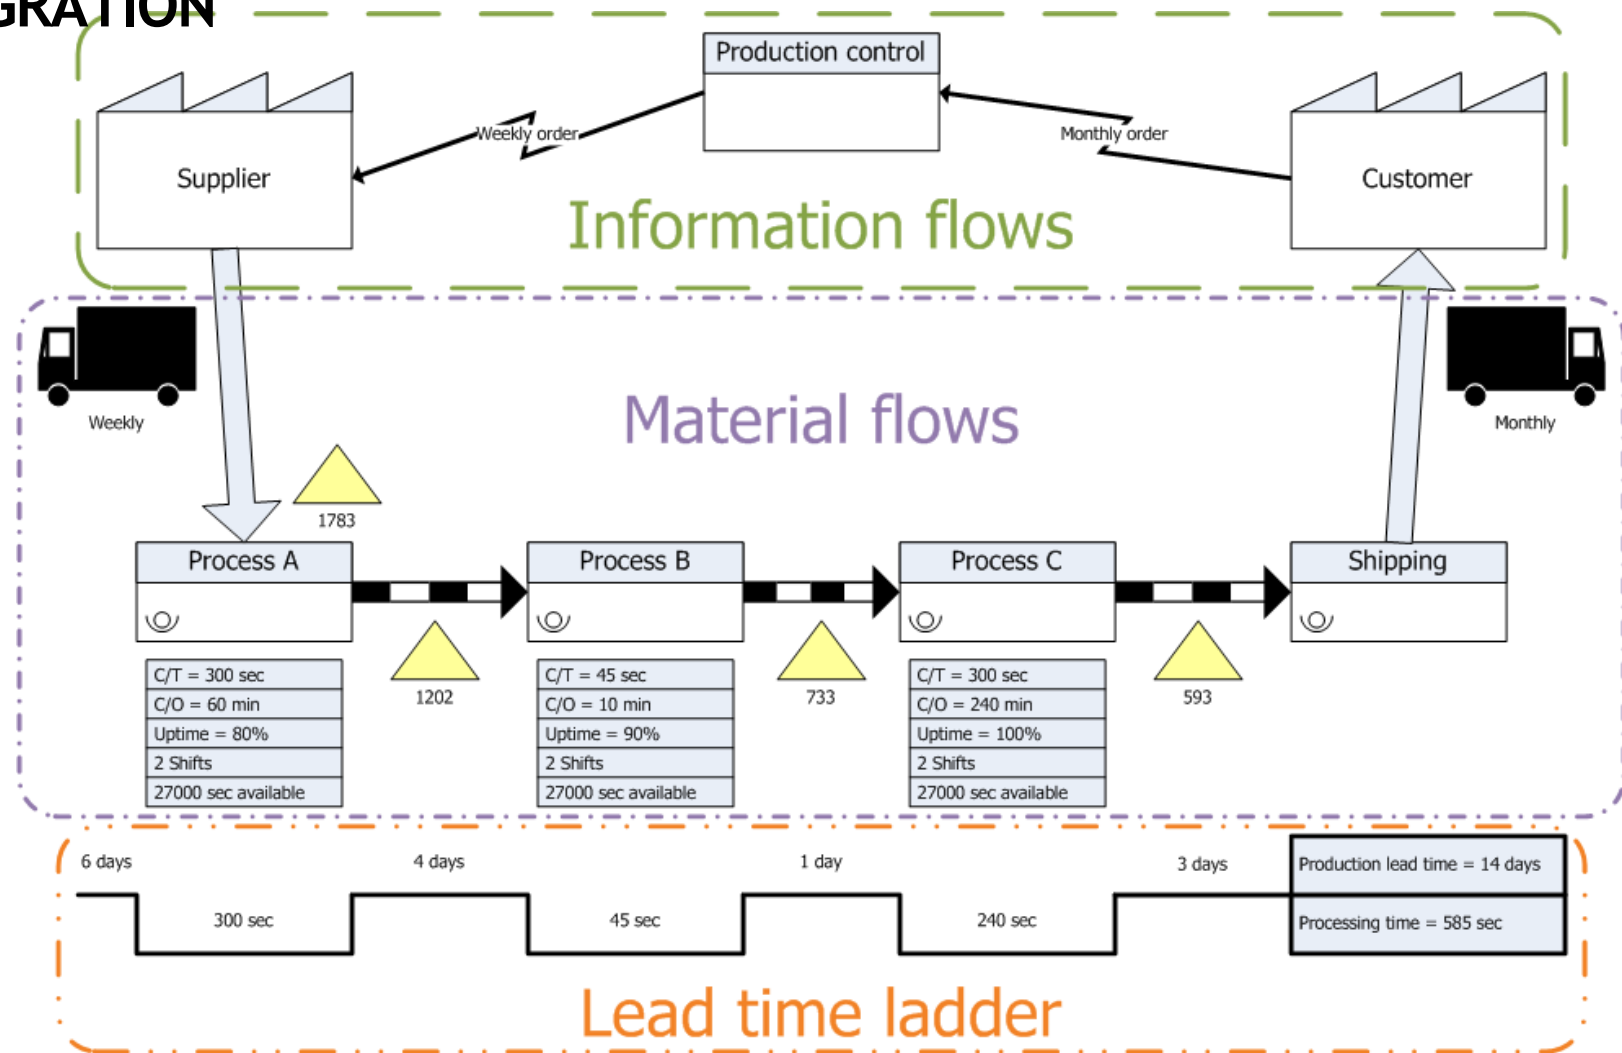 GRATION
Production control
Weekly order
Monthly order
Supplier
Customer
Information flows
Weekly
Material flows
Monthly
1783
Process A
Process B
Process C
Shipping
C/T = 300 sec
C/O = 60 min
Uptime = 80%
2 Shifts
27000 sec available
1202
C/T = 45 sec
C/O = 10 min
Uptime = 90%
2 Shifts
27000 sec available
733
C/T = 300 sec
C/O = 240 min
Uptime = 100%
2 Shifts
27000 sec available
593
6 days
4 days
1 day
3 days
Production lead time = 14 days
300 sec
45 sec
240 sec
Processing time = 585 sec
Lead time ladder